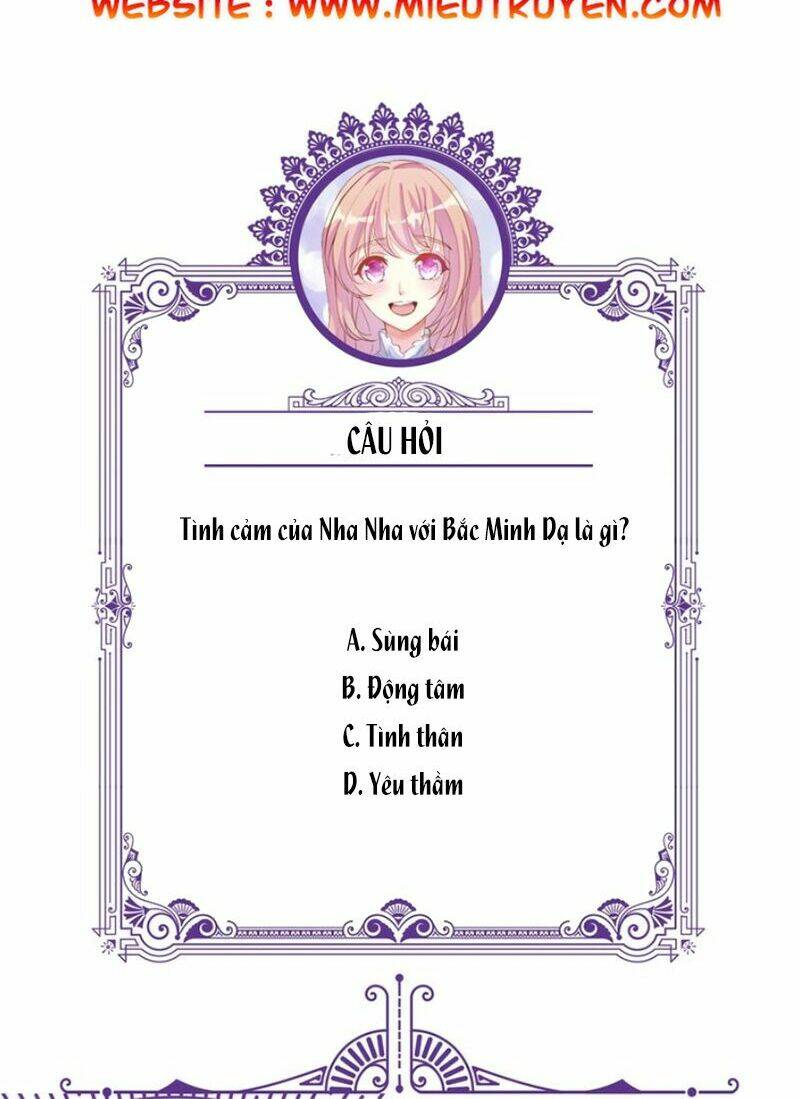 WEBSITE : WWW.MIEUTRUYEN.COM
CÂU HỎI
Tình cảm của Nha Nha với Bắc Minh Dạ là gì?
A. Sùng bái
B. Động tâm
C. Tình thân
D. Yêu thầm